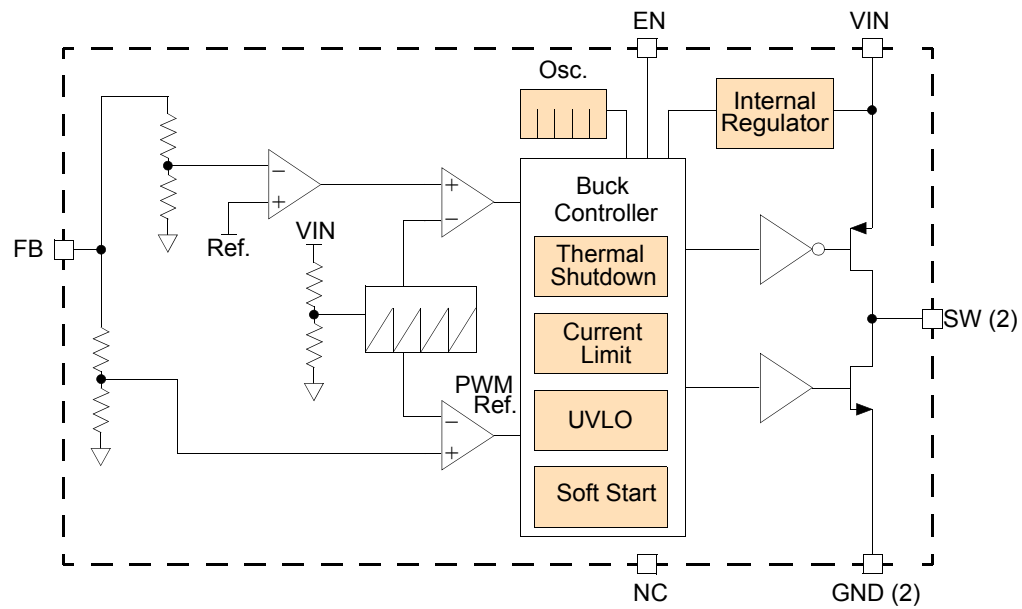 EN
VIN
Osc.
Internal
Regulator
Buck
Controller
−
+
+
−
FB
Ref.
VIN
Thermal
Shutdown
SW (2)
Current
Limit
PWM
Ref.
−
+
UVLO
Soft Start
NC
GND (2)